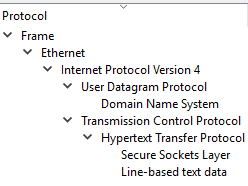 Protocol
Frame
Ethernet
Internet Protocol Version 4
User Datagram Protocol
Domain Name System
Transmission Control Protocol
Hypertext Transfer Protocol
Secure Sockets Layer
Line-based text data